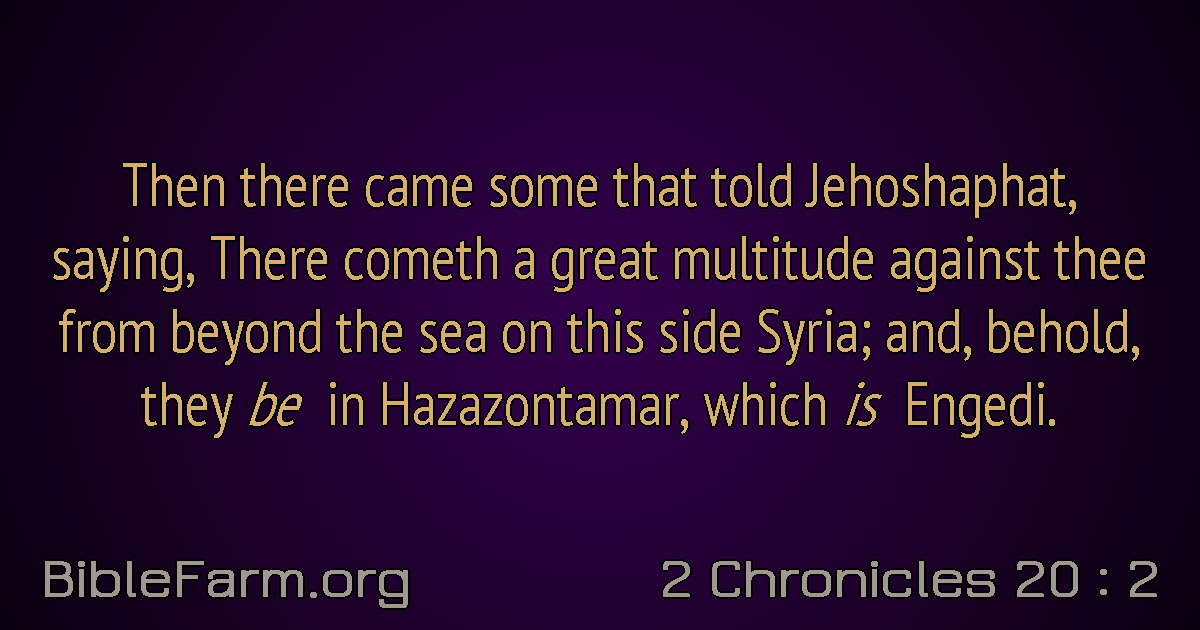 Then there came some that told Jehoshaphat,
saying, There cometh a great multitude against thee
from beyond the sea on this side Syria; and, behold,
they be in Hazazontamar, which is Engedi.
BibleFarm.org
2 Chronicles 20 : 2